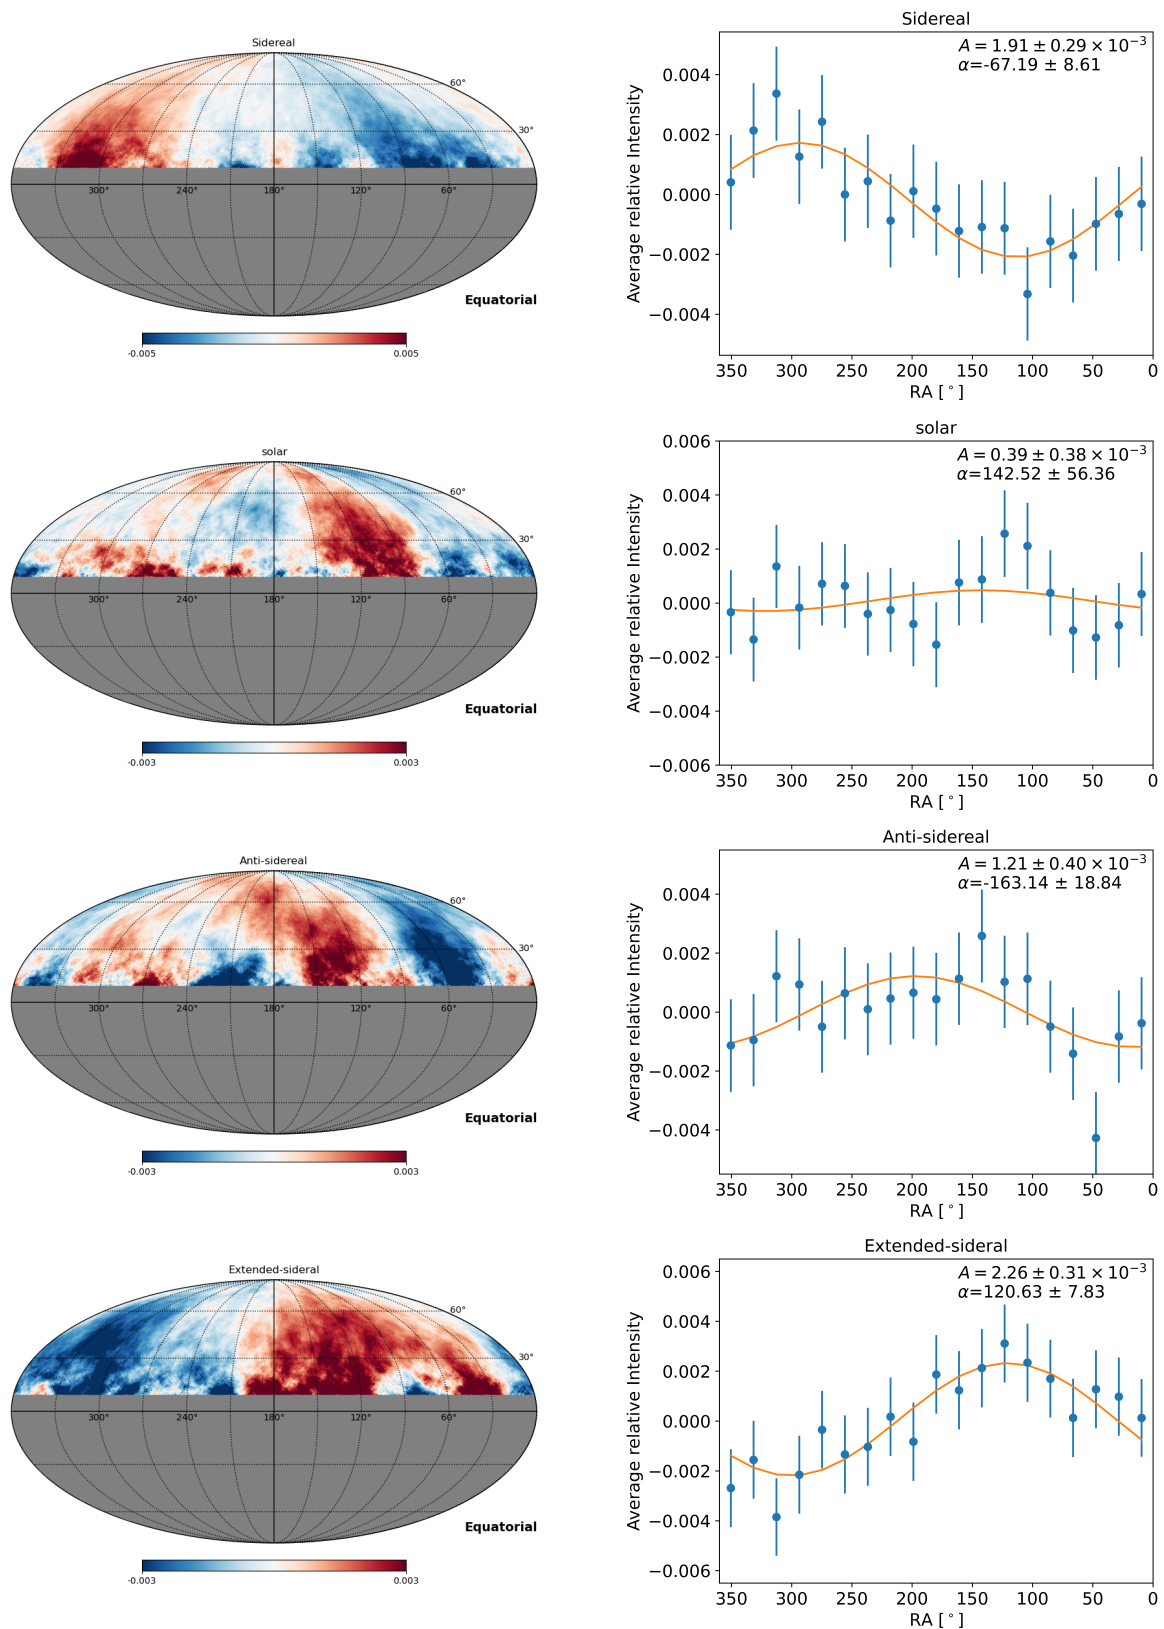 Sidereal
60°
30°
300° 240° 180° 120° 60°
Equatorial
-0.005 0.005
Sidereal
A = 1.91 ± 0.29 × 10⁻³
α=-67.19 ± 8.61
Average relative Intensity
0.004
0.002
0.000
−0.002
−0.004
350 300 250 200 150 100 50 0
RA [°]
solar
60°
30°
300° 240° 180° 120° 60°
Equatorial
-0.003 0.003
solar
A = 0.39 ± 0.38 × 10⁻³
α=142.52 ± 56.36
Average relative Intensity
0.006
0.004
0.002
0.000
−0.002
−0.004
−0.006
350 300 250 200 150 100 50 0
RA [°]
Anti-sidereal
60°
30°
300° 240° 180° 120° 60°
Equatorial
-0.003 0.003
Anti-sidereal
A = 1.21 ± 0.40 × 10⁻³
α=-163.14 ± 18.84
Average relative Intensity
0.004
0.002
0.000
−0.002
−0.004
350 300 250 200 150 100 50 0
RA [°]
Extended-sideral
60°
30°
300° 240° 180° 120° 60°
Equatorial
-0.003 0.003
Extended-sideral
A = 2.26 ± 0.31 × 10⁻³
α=120.63 ± 7.83
Average relative Intensity
0.006
0.004
0.002
0.000
−0.002
−0.004
−0.006
350 300 250 200 150 100 50 0
RA [°]